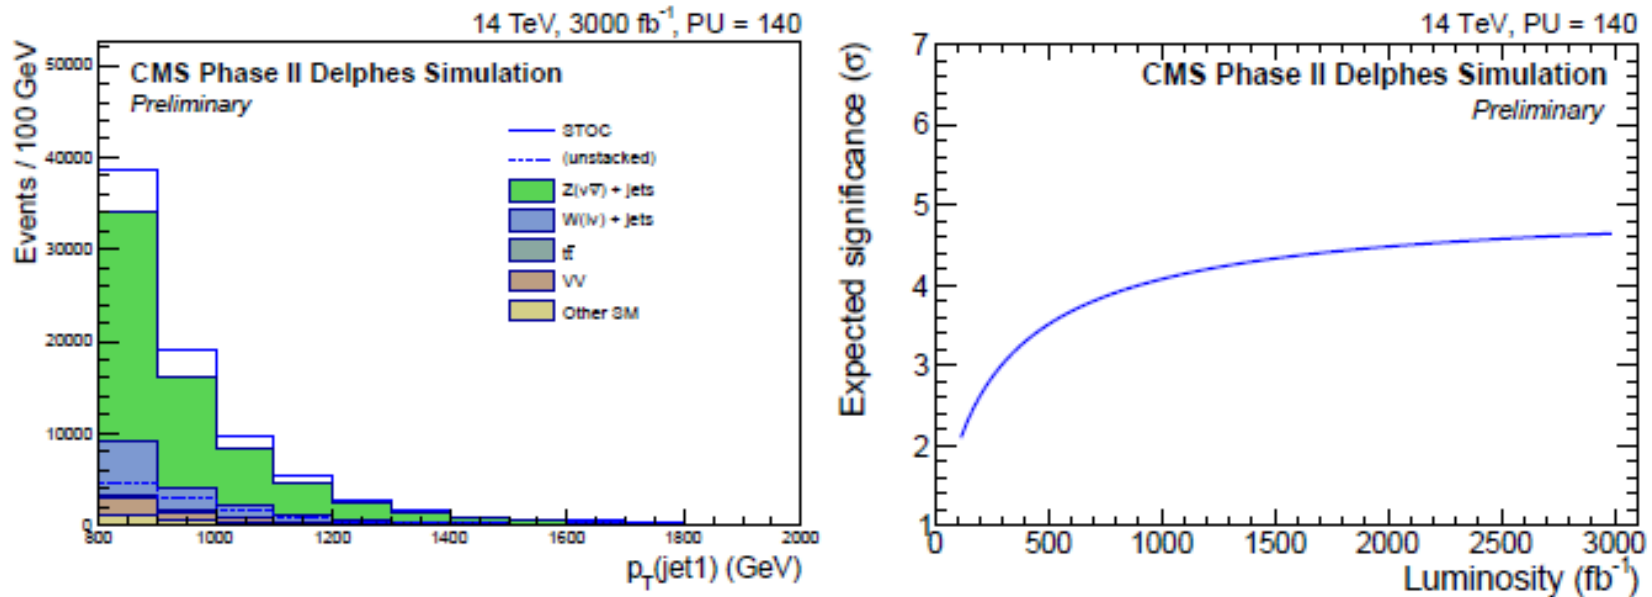 14 TeV, 3000 fb⁻¹, PU = 140
Events / 100 GeV
CMS Phase II Delphes Simulation
Preliminary
STOC
(unstacked)
Z(νν̅) + jets
W(lν) + jets
tt̅
VV
Other SM
50000
40000
30000
20000
10000
0
800 1000 1200 1400 1600 1800 2000
p_T(jet1) (GeV)
14 TeV, PU = 140
Expected significance (σ)
CMS Phase II Delphes Simulation
Preliminary
7
6
5
4
3
2
1
0 500 1000 1500 2000 2500 3000
Luminosity (fb⁻¹)